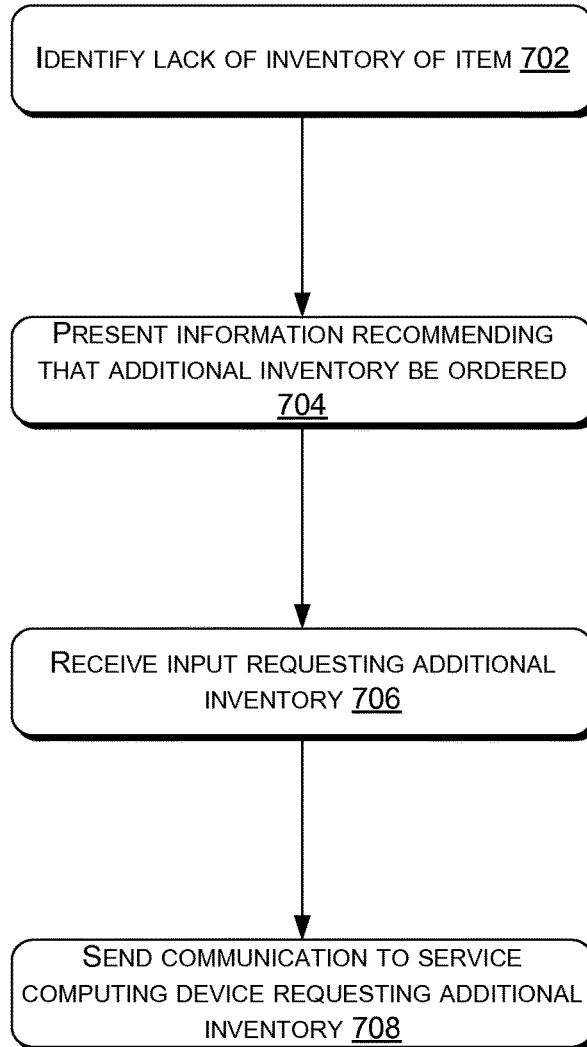 IDENTIFY LACK OF INVENTORY OF ITEM 702
PRESENT INFORMATION RECOMMENDING
THAT ADDITIONAL INVENTORY BE ORDERED
704
RECEIVE INPUT REQUESTING ADDITIONAL
INVENTORY 706
SEND COMMUNICATION TO SERVICE
COMPUTING DEVICE REQUESTING ADDITIONAL
INVENTORY 708